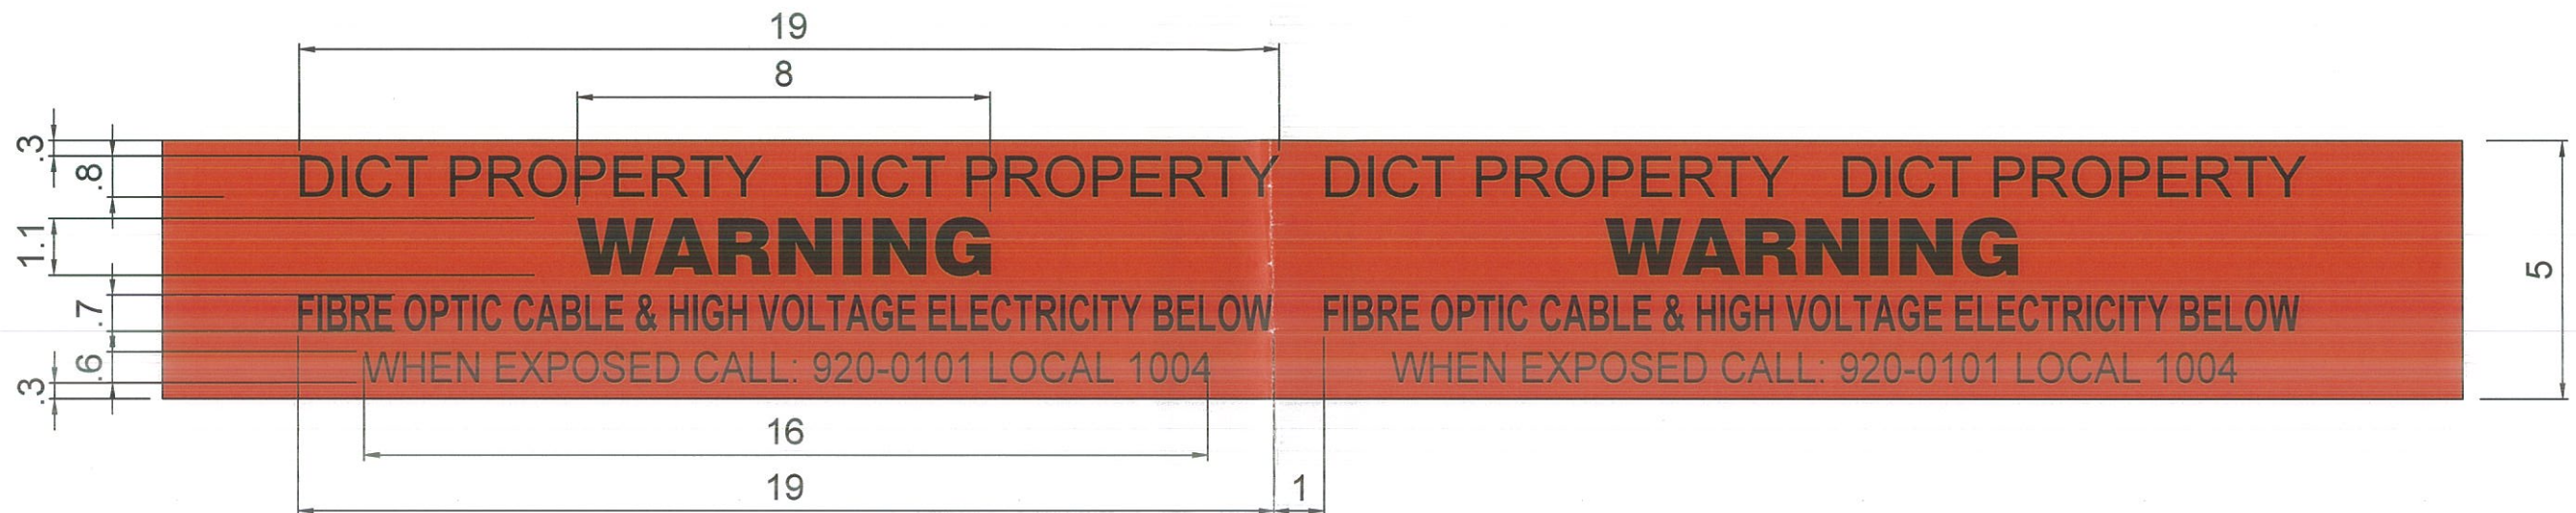 19
8
.3
.8
DICT PROPERTY DICT PROPERTY DICT PROPERTY DICT PROPERTY
1.1
WARNING WARNING
5
.7
FIBRE OPTIC CABLE & HIGH VOLTAGE ELECTRICITY BELOW FIBRE OPTIC CABLE & HIGH VOLTAGE ELECTRICITY BELOW
.6
WHEN EXPOSED CALL: 920-0101 LOCAL 1004 WHEN EXPOSED CALL: 920-0101 LOCAL 1004
.3
16
19 1